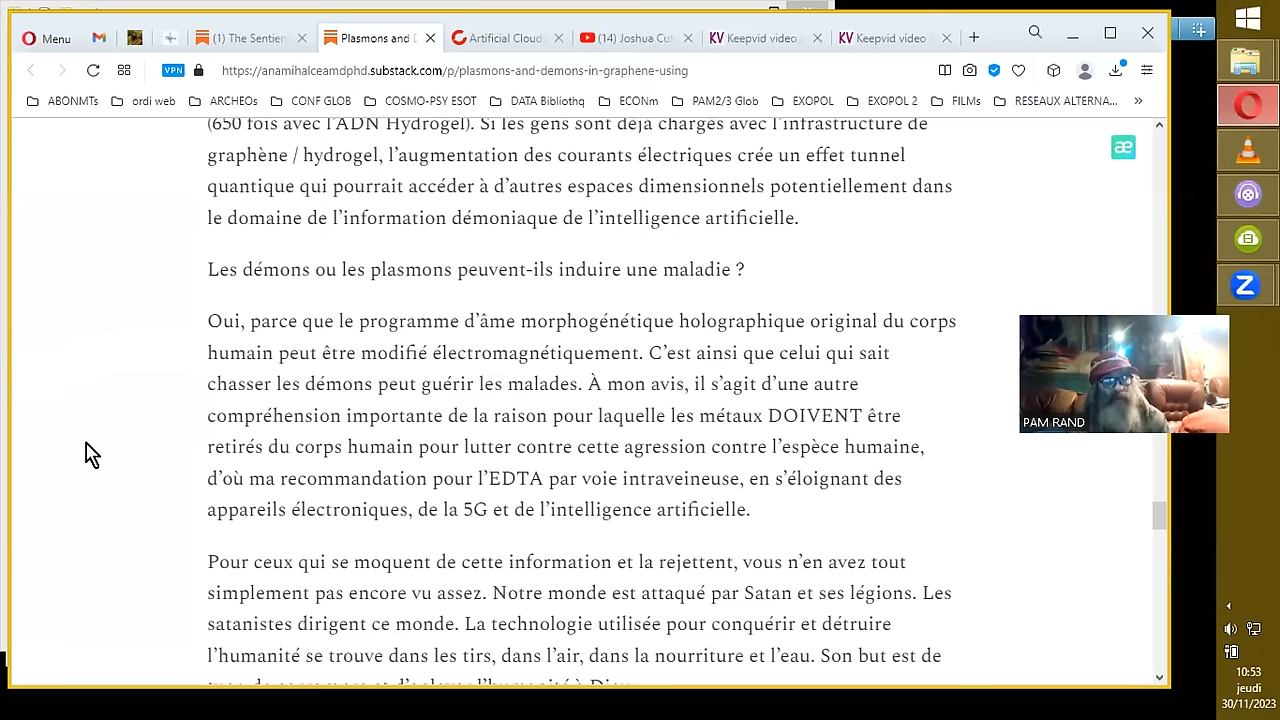 Menu
(1) The Sentien
Plasmons and D
Artificial Cloud
(14) Joshua Cut
KV Keepvid video
KV Keepvid video
VPN
https://anamihalceamdphd.substack.com/p/plasmons-and-demons-in-graphene-using
ABONMTs
ordi web
ARCHEOs
CONF GLOB
COSMO-PSY ESOT
DATA Bibliothq
ECONm
PAM2/3 Glob
EXOPOL
EXOPOL 2
FILMs
RESEAUX ALTERNA...
(650 fois avec l'ADN Hydrogel). Si les gens sont déjà chargés avec l'infrastructure de
graphène / hydrogel, l'augmentation des courants électriques crée un effet tunnel
quantique qui pourrait accéder à d'autres espaces dimensionnels potentiellement dans
le domaine de l'information démoniaque de l'intelligence artificielle.
Les démons ou les plasmons peuvent-ils induire une maladie ?
Oui, parce que le programme d'âme morphogénétique holographique original du corps
humain peut être modifié électromagnétiquement. C'est ainsi que celui qui sait
chasser les démons peut guérir les malades. À mon avis, il s'agit d'une autre
compréhension importante de la raison pour laquelle les métaux DOIVENT être
retirés du corps humain pour lutter contre cette agression contre l'espèce humaine,
d'où ma recommandation pour l'EDTA par voie intraveineuse, en s'éloignant des
appareils électroniques, de la 5G et de l'intelligence artificielle.
Pour ceux qui se moquent de cette information et la rejettent, vous n'en avez tout
simplement pas encore vu assez. Notre monde est attaqué par Satan et ses légions. Les
satanistes dirigent ce monde. La technologie utilisée pour conquérir et détruire
l'humanité se trouve dans les tirs, dans l'air, dans la nourriture et l'eau. Son but est de
æ
PAM RAND
10:53
jeudi
30/11/2023